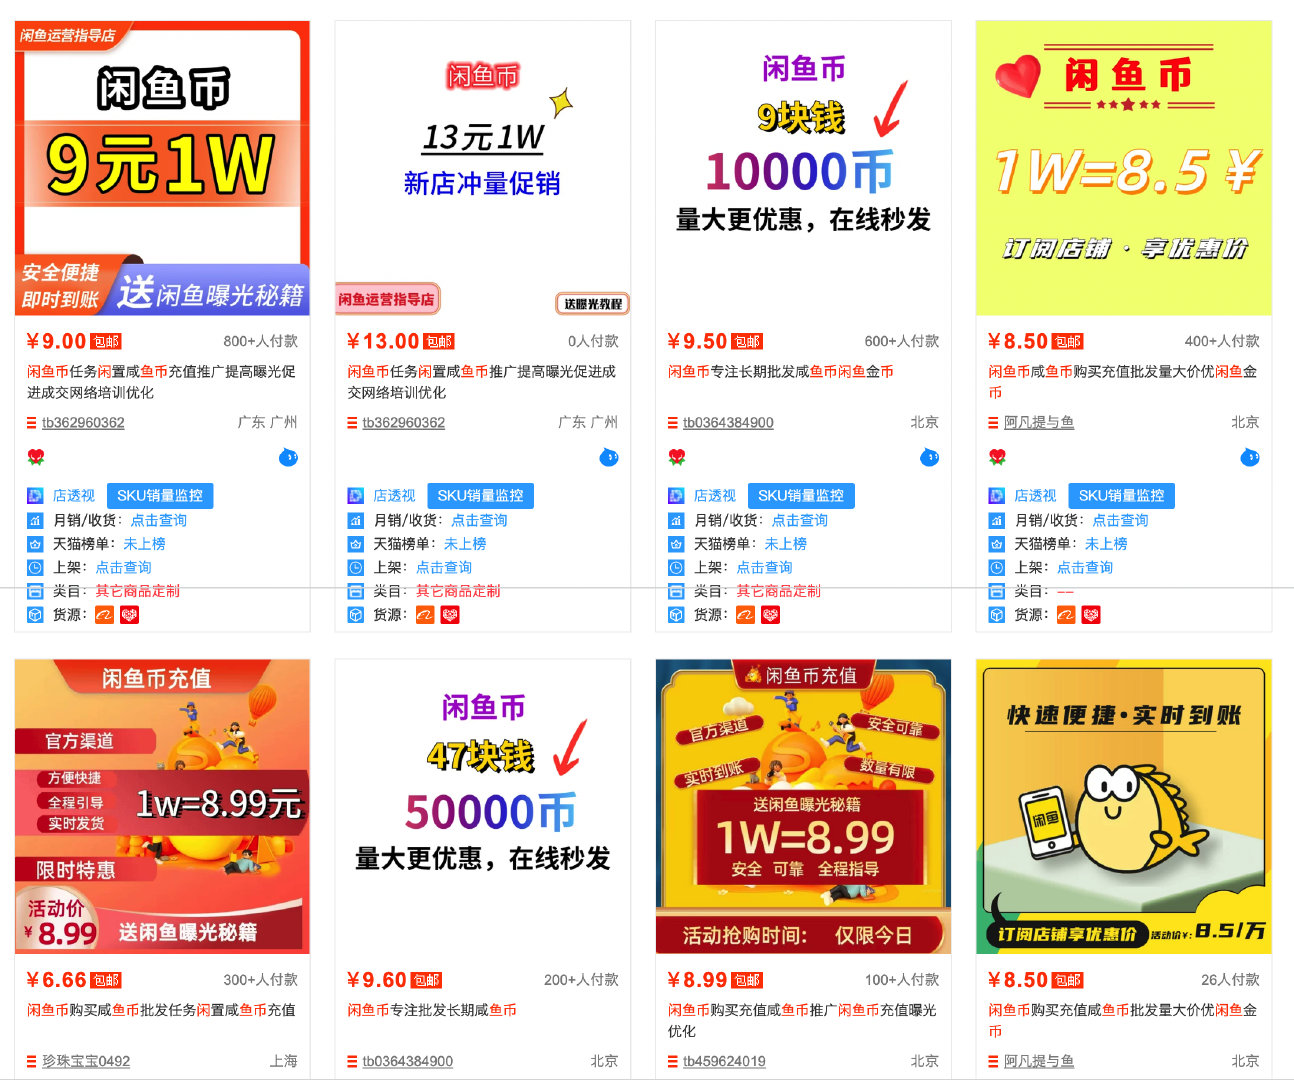 闲鱼运营指导店
闲鱼币
9元1W
安全便捷
即时到账
送闲鱼曝光秘籍
¥9.00 包邮 800+人付款
闲鱼币任务闲置咸鱼币充值推广提高曝光促
进成交网络培训优化
tb362960362 广东 广州
店透视 SKU销量监控
月销/收货：点击查询
天猫榜单：未上榜
上架：点击查询
类目：其它商品定制
货源：
闲鱼币
13元1W
新店冲量促销
闲鱼运营指导店
送曝光教程
¥13.00 包邮 0人付款
闲鱼币任务闲置咸鱼币推广提高曝光促进成
交网络培训优化
tb362960362 广东 广州
店透视 SKU销量监控
月销/收货：点击查询
天猫榜单：未上榜
上架：点击查询
类目：其它商品定制
货源：
闲鱼币
9块钱
10000币
量大更优惠，在线秒发
¥9.50 包邮 600+人付款
闲鱼币专注长期批发咸鱼币闲鱼金币
tb0364384900 北京
店透视 SKU销量监控
月销/收货：点击查询
天猫榜单：未上榜
上架：点击查询
类目：其它商品定制
货源：
闲鱼币
1W=8.5¥
订阅店铺·享优惠价
¥8.50 包邮 400+人付款
闲鱼币咸鱼币购买充值批发量大价优闲鱼金
币
阿凡提与鱼 北京
店透视 SKU销量监控
月销/收货：点击查询
天猫榜单：未上榜
上架：点击查询
类目：--
货源：
闲鱼币充值
官方渠道
方便快捷
全程引导
实时发货
1w=8.99元
限时特惠
活动价
¥8.99
送闲鱼曝光秘籍
¥6.66 包邮 300+人付款
闲鱼币购买咸鱼币批发任务闲置咸鱼币充值
珍珠宝宝0492 上海
闲鱼币
47块钱
50000币
量大更优惠，在线秒发
¥9.60 包邮 200+人付款
闲鱼币专注批发长期咸鱼币
tb0364384900 北京
闲鱼币充值
官方渠道
安全可靠
实时到账
数量有限
送闲鱼曝光秘籍
1W=8.99
安全 可靠 全程指导
活动抢购时间： 仅限今日
¥8.99 包邮 100+人付款
闲鱼币购买充值咸鱼币推广闲鱼币充值曝光
优化
tb459624019 北京
快速便捷·实时到账
闲鱼
订阅店铺享优惠价 活动价¥：8.5/万
¥8.50 包邮 26人付款
闲鱼币购买充值咸鱼币批发量大价优闲鱼金
币
阿凡提与鱼 北京